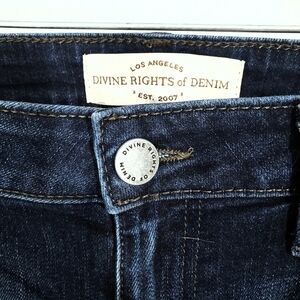 LOS ANGELES
DIVINE RIGHTS of DENIM
EST. 2007
DIVINE RIGHTS OF DENIM